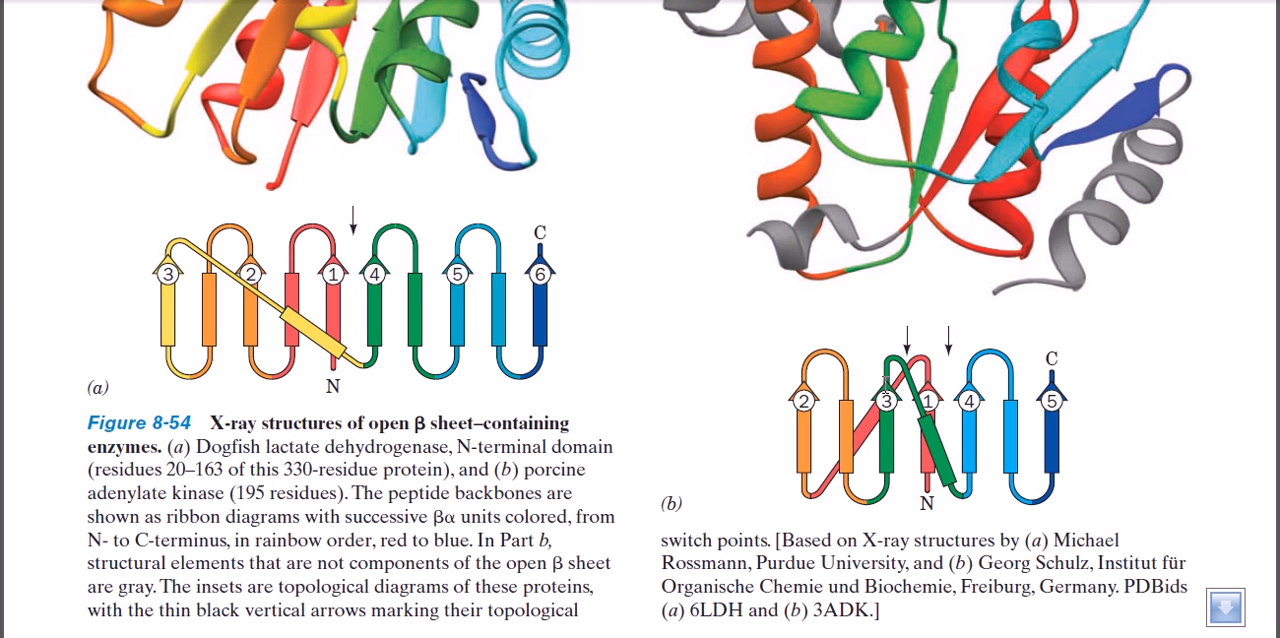 C
3
2
1
4
5
6
N
(a)
Figure 8-54 X-ray structures of open β sheet–containing
enzymes. (a) Dogfish lactate dehydrogenase, N-terminal domain
(residues 20–163 of this 330-residue protein), and (b) porcine
adenylate kinase (195 residues). The peptide backbones are
shown as ribbon diagrams with successive βα units colored, from
N- to C-terminus, in rainbow order, red to blue. In Part b,
structural elements that are not components of the open β sheet
are gray. The insets are topological diagrams of these proteins,
with the thin black vertical arrows marking their topological
C
2
3
1
4
5
N
(b)
switch points. [Based on X-ray structures by (a) Michael
Rossmann, Purdue University, and (b) Georg Schulz, Institut für
Organische Chemie und Biochemie, Freiburg, Germany. PDBids
(a) 6LDH and (b) 3ADK.]